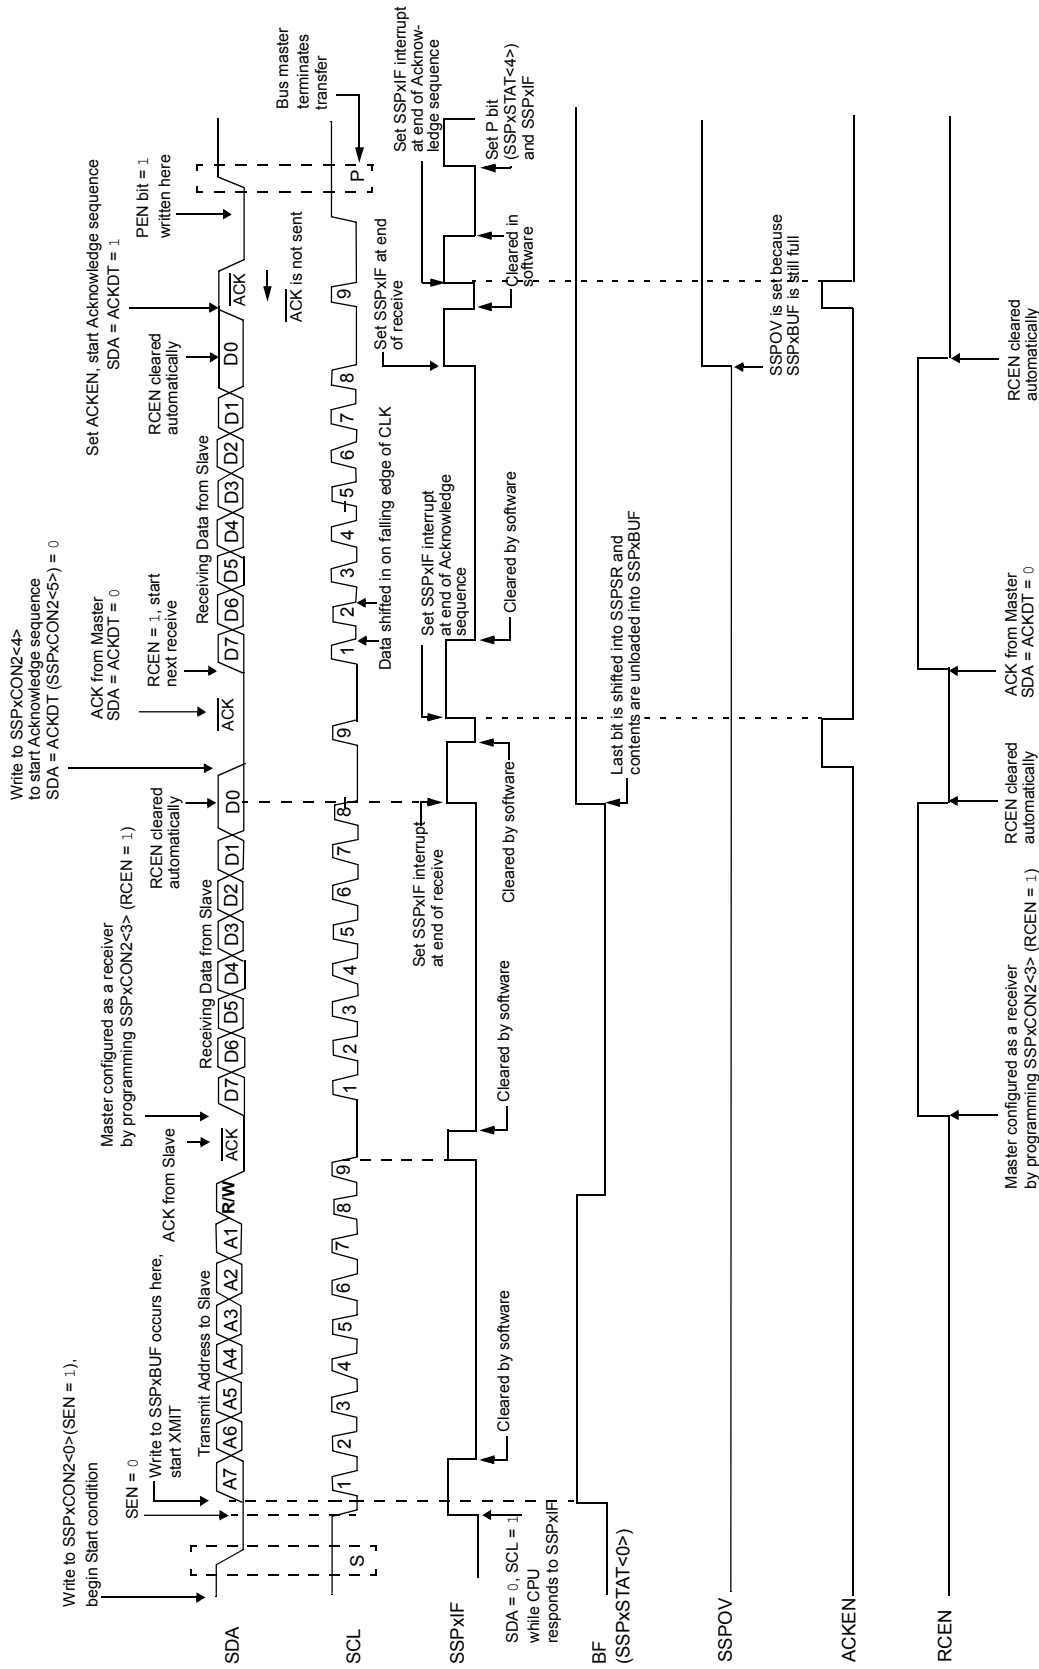 Write to SSPxCON2<0>(SEN = 1),
begin Start condition
SEN = 0
Write to SSPxBUF occurs here,
start XMIT
ACK from Slave
Master configured as a receiver
by programming SSPxCON2<3> (RCEN = 1)
RCEN cleared
automatically
Write to SSPxCON2<4>
to start Acknowledge sequence
SDA = ACKDT (SSPxCON2<5>) = 0
ACK from Master
SDA = ACKDT = 0
RCEN = 1, start
next receive
RCEN cleared
automatically
Set ACKEN, start Acknowledge sequence
SDA = ACKDT = 1
PEN bit = 1
written here
Transmit Address to Slave
Receiving Data from Slave
Receiving Data from Slave
SDA
A7 A6 A5 A4 A3 A2 A1 R/W ACK D7 D6 D5 D4 D3 D2 D1 D0 ACK D7 D6 D5 D4 D3 D2 D1 D0 ACK
ACK is not sent
Bus master
terminates
transfer
SCL
S 1 2 3 4 5 6 7 8 9 1 2 3 4 5 6 7 8 9 1 2 3 4 5 6 7 8 9 P
Data shifted in on falling edge of CLK
Set SSPxIF at end
of receive
Set SSPxIF interrupt
at end of Acknow-
ledge sequence
Set SSPxIF interrupt
at end of receive
Set SSPxIF interrupt
at end of Acknowledge
sequence
SSPxIF
SDA = 0, SCL = 1
while CPU
responds to SSPxIF
Cleared by software
Cleared by software
Cleared by software
Cleared by software
Cleared in
software
Set P bit
(SSPxSTAT<4>)
and SSPxIF
BF
(SSPxSTAT<0>)
Last bit is shifted into SSPSR and
contents are unloaded into SSPxBUF
SSPOV
SSPOV is set because
SSPxBUF is still full
ACKEN
RCEN
Master configured as a receiver
by programming SSPxCON2<3> (RCEN = 1)
RCEN cleared
automatically
ACK from Master
SDA = ACKDT = 0
RCEN cleared
automatically